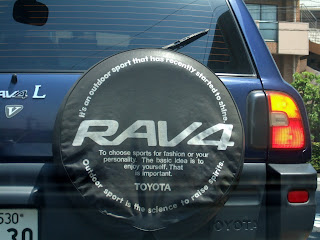 RAV4 L
V
It's an outdoor sport that has recently started to shine.
RAV4
To choose sports for fashion or your
personality. The basic idea is to
enjoy yourself. That
is important.
TOYOTA
Outdoor sport is the science to raise spirits.
TOYOTA
530
30